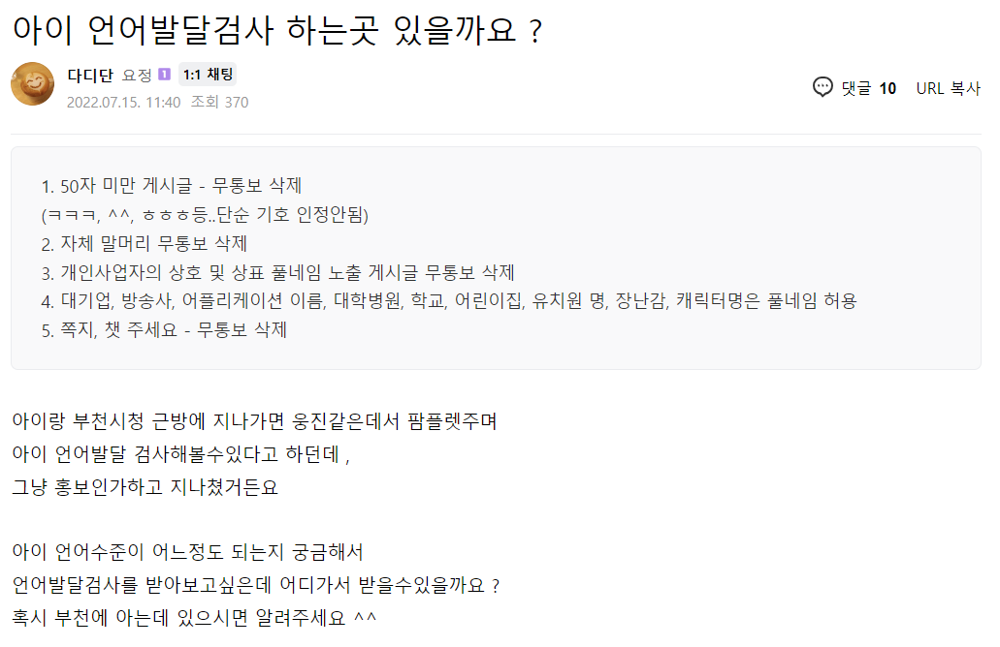 아이 언어발달검사 하는곳 있을까요 ?
다디단 요정 1 1:1 채팅
2022.07.15. 11:40 조회 370
댓글 10 URL 복사
1. 50자 미만 게시글 - 무통보 삭제
(ㅋㅋㅋ, ^^, ㅎㅎㅎ등..단순 기호 인정안됨)
2. 자체 말머리 무통보 삭제
3. 개인사업자의 상호 및 상표 풀네임 노출 게시글 무통보 삭제
4. 대기업, 방송사, 어플리케이션 이름, 대학병원, 학교, 어린이집, 유치원 명, 장난감, 캐릭터명은 풀네임 허용
5. 쪽지, 챗 주세요 - 무통보 삭제
아이랑 부천시청 근방에 지나가면 웅진같은데서 팜플렛주며
아이 언어발달 검사해볼수있다고 하던데 ,
그냥 홍보인가하고 지나쳤거든요
아이 언어수준이 어느정도 되는지 궁금해서
언어발달검사를 받아보고싶은데 어디가서 받을수있을까요 ?
혹시 부천에 아는데 있으시면 알려주세요 ^^